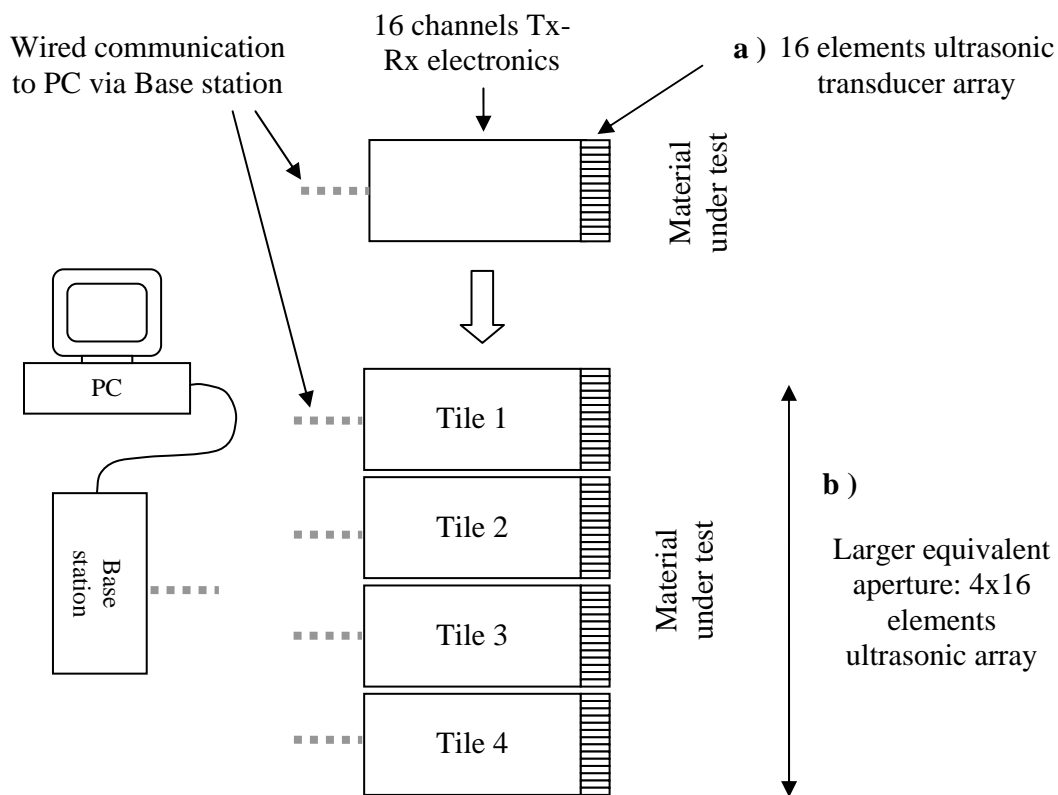 Wired communication
to PC via Base station
16 channels Tx-
Rx electronics
a ) 16 elements ultrasonic
transducer array
Material
under test
PC
Base
station
Tile 1
Tile 2
Tile 3
Tile 4
Material
under test
b )
Larger equivalent
aperture: 4x16
elements
ultrasonic array